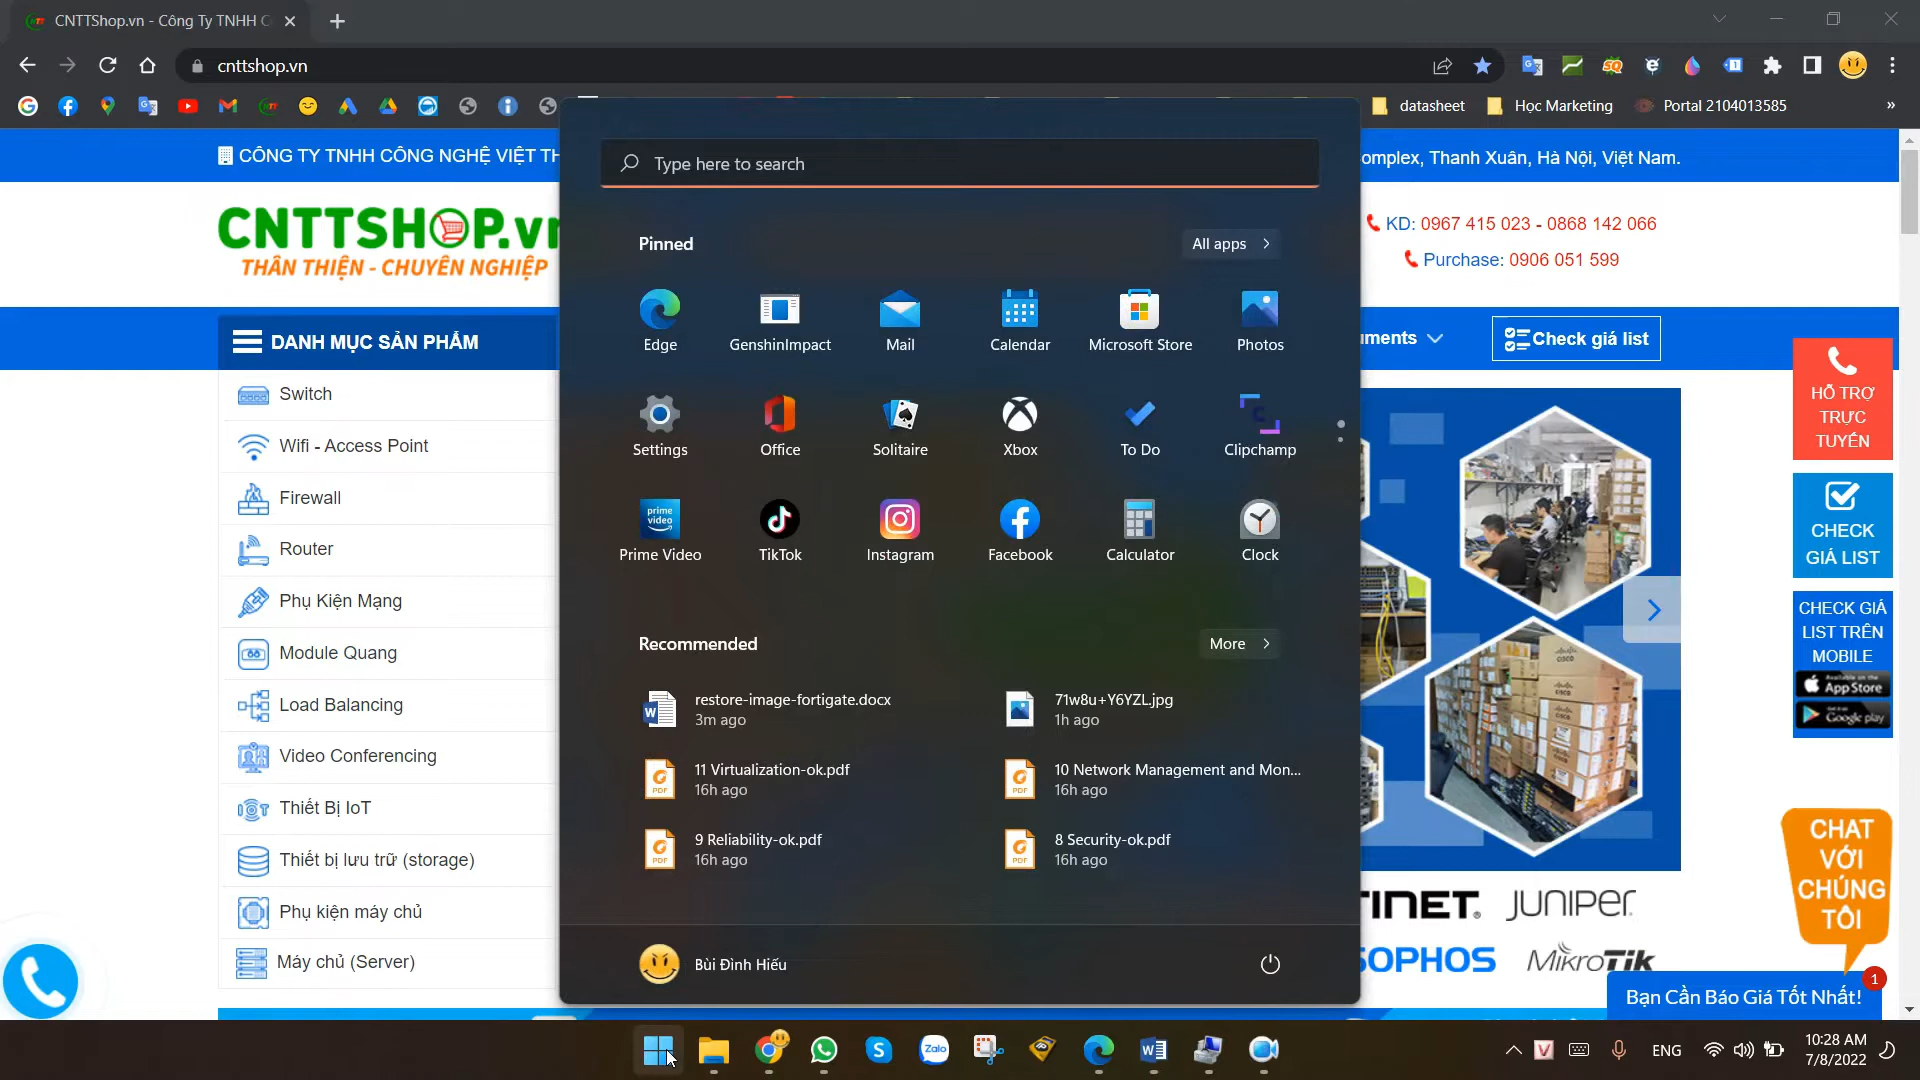 CNTTShop.vn - Công Ty TNHH C
cnttshop.vn
datasheet
Học Marketing
Portal 2104013585
»
CÔNG TY TNHH CÔNG NGHỆ VIỆT TH
omplex, Thanh Xuân, Hà Nội, Việt Nam.
CNTTSHOP.vn
THÂN THIỆN - CHUYÊN NGHIỆP
KD: 0967 415 023 - 0868 142 066
Purchase: 0906 051 599
DANH MỤC SẢN PHẨM
uments
Check giá list
Switch
Wifi - Access Point
Firewall
Router
Phụ Kiện Mạng
Module Quang
Load Balancing
Video Conferencing
Thiết Bị IoT
Thiết bị lưu trữ (storage)
Phụ kiện máy chủ
Máy chủ (Server)
Type here to search
Pinned
All apps
Edge
GenshinImpact
Mail
Calendar
Microsoft Store
Photos
Settings
Office
Solitaire
Xbox
To Do
Clipchamp
prime video
Prime Video
TikTok
Instagram
Facebook
Calculator
Clock
Recommended
More
restore-image-fortigate.docx
3m ago
71w8u+Y6YZL.jpg
1h ago
11 Virtualization-ok.pdf
16h ago
10 Network Management and Mon...
16h ago
9 Reliability-ok.pdf
16h ago
8 Security-ok.pdf
16h ago
Bùi Đình Hiếu
HỖ TRỢ
TRỰC
TUYẾN
CHECK
GIÁ LIST
CHECK GIÁ
LIST TRÊN
MOBILE
Available on the
App Store
Google play
TINET
JUNIPER
SOPHOS
MikroTik
CHAT
VỚI
CHÚNG
TÔI
1
Bạn Cần Báo Giá Tốt Nhất!
Zalo
ENG
10:28 AM
7/8/2022